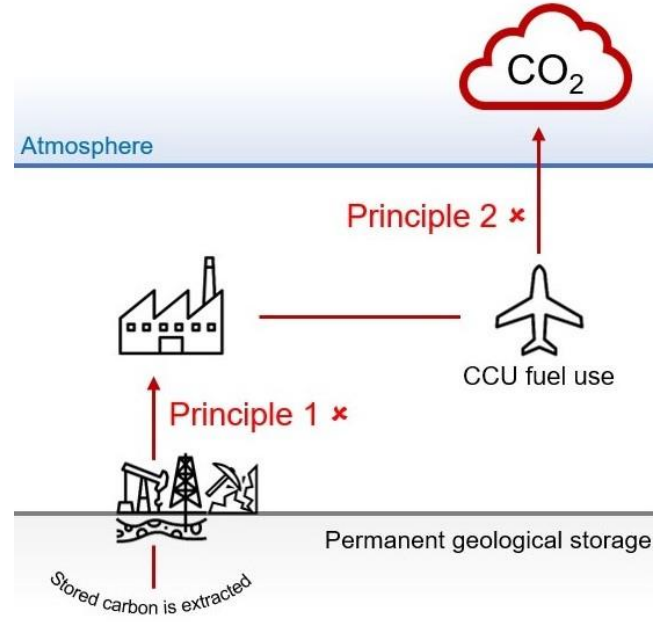 CO₂
Atmosphere
Principle 2 ×
CCU fuel use
Principle 1 ×
Permanent geological storage
Stored carbon is extracted